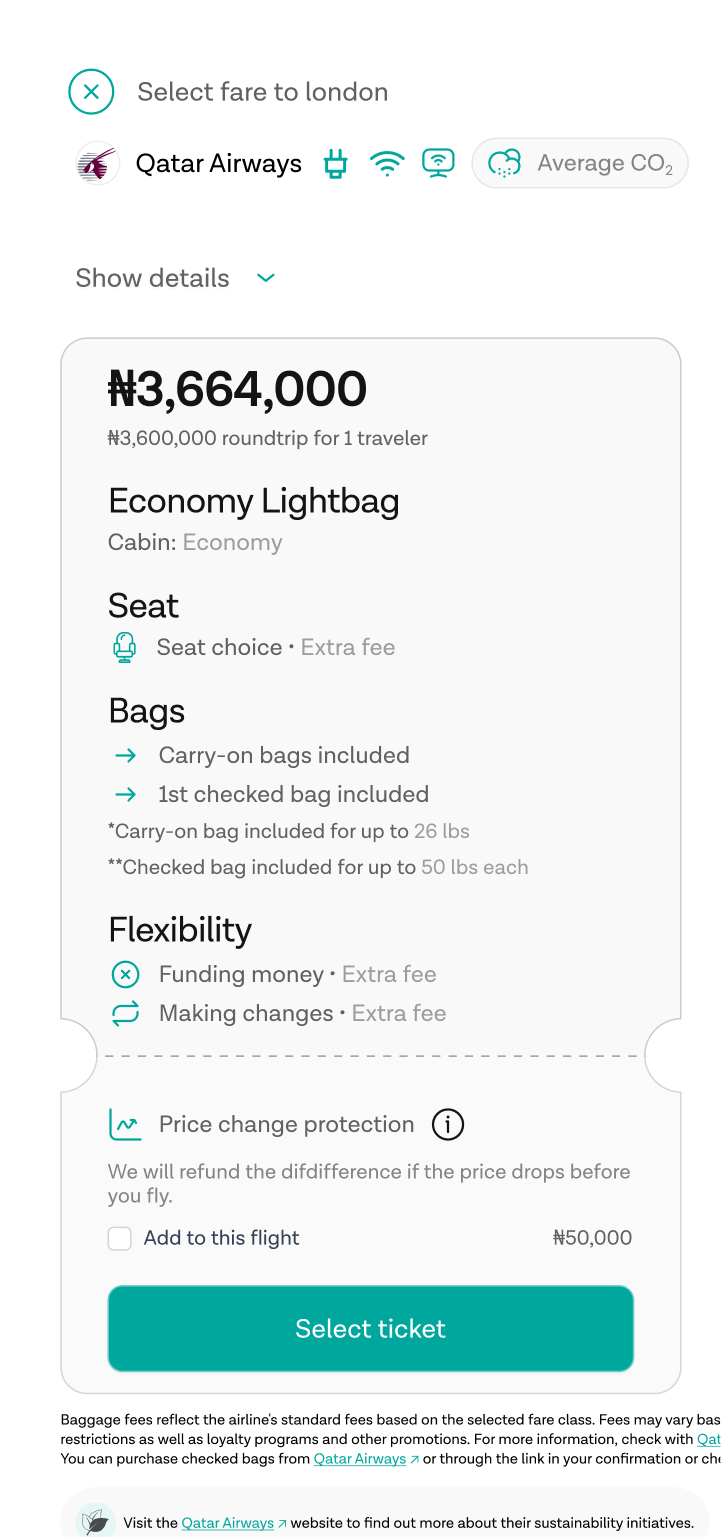 Select fare to london
Qatar Airways Average CO₂
Show details
₦3,664,000
₦3,600,000 roundtrip for 1 traveler
Economy Lightbag
Cabin: Economy
Seat
Seat choice • Extra fee
Bags
Carry-on bags included
1st checked bag included
*Carry-on bag included for up to 26 lbs
**Checked bag included for up to 50 lbs each
Flexibility
Funding money • Extra fee
Making changes • Extra fee
Price change protection
We will refund the difdifference if the price drops before
you fly.
Add to this flight ₦50,000
Select ticket
Baggage fees reflect the airline's standard fees based on the selected fare class. Fees may vary bas
restrictions as well as loyalty programs and other promotions. For more information, check with Qat
You can purchase checked bags from Qatar Airways ↗ or through the link in your confirmation or che
Visit the Qatar Airways ↗ website to find out more about their sustainability initiatives.